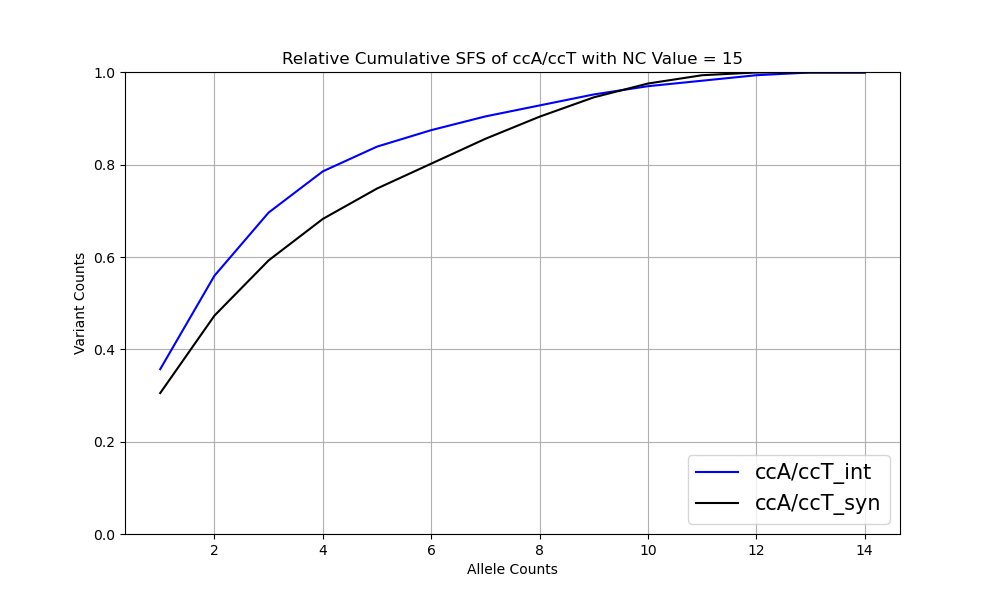 Relative Cumulative SFS of ccA/ccT with NC Value = 15
1.0
0.8
0.6
0.4
0.2
0.0
Variant Counts
ccA/ccT_int
ccA/ccT_syn
2 4 6 8 10 12 14
Allele Counts